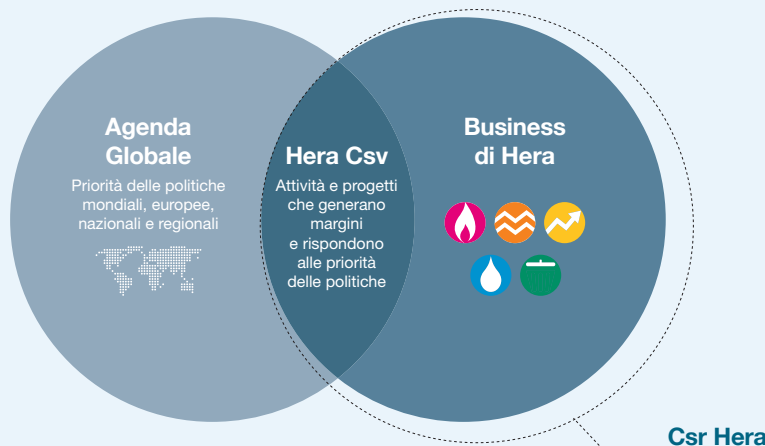 Agenda
Globale
Priorità delle politiche
mondiali, europee,
nazionali e regionali
Hera Csv
Attività e progetti
che generano
margini
e rispondono
alle priorità
delle politiche
Business
di Hera
Csr Hera